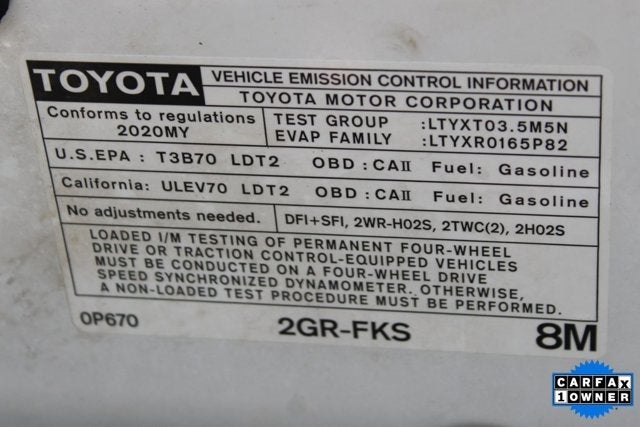 TOYOTA VEHICLE EMISSION CONTROL INFORMATION
TOYOTA MOTOR CORPORATION
Conforms to regulations
2020MY
TEST GROUP :LTYXT03.5M5N
EVAP FAMILY :LTYXR0165P82
U.S.EPA : T3B70 LDT2 OBD : CAII Fuel: Gasoline
California: ULEV70 LDT2 OBD : CAII Fuel: Gasoline
No adjustments needed. DFI+SFI, 2WR-HO2S, 2TWC(2), 2HO2S
LOADED I/M TESTING OF PERMANENT FOUR-WHEEL
DRIVE OR TRACTION CONTROL-EQUIPPED VEHICLES
MUST BE CONDUCTED ON A FOUR-WHEEL DRIVE
SPEED SYNCHRONIZED DYNAMOMETER. OTHERWISE,
A NON-LOADED TEST PROCEDURE MUST BE PERFORMED.
0P670 2GR-FKS 8M
CARFAX
1 OWNER